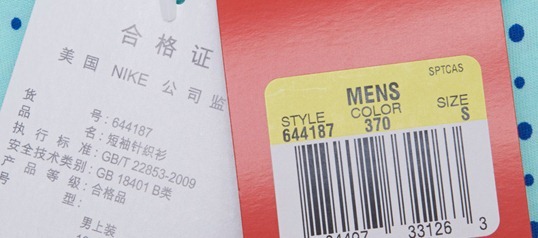 合格证
美国 NIKE 公司监
货号:644187
品名:短袖针织衫
执行标准:GB/T 22853-2009
安全技术类别:GB 18401 B类
产品等级:合格品
号型:
男上装
SPTCAS
MENS
STYLE COLOR SIZE
644187 370 S
33126 3